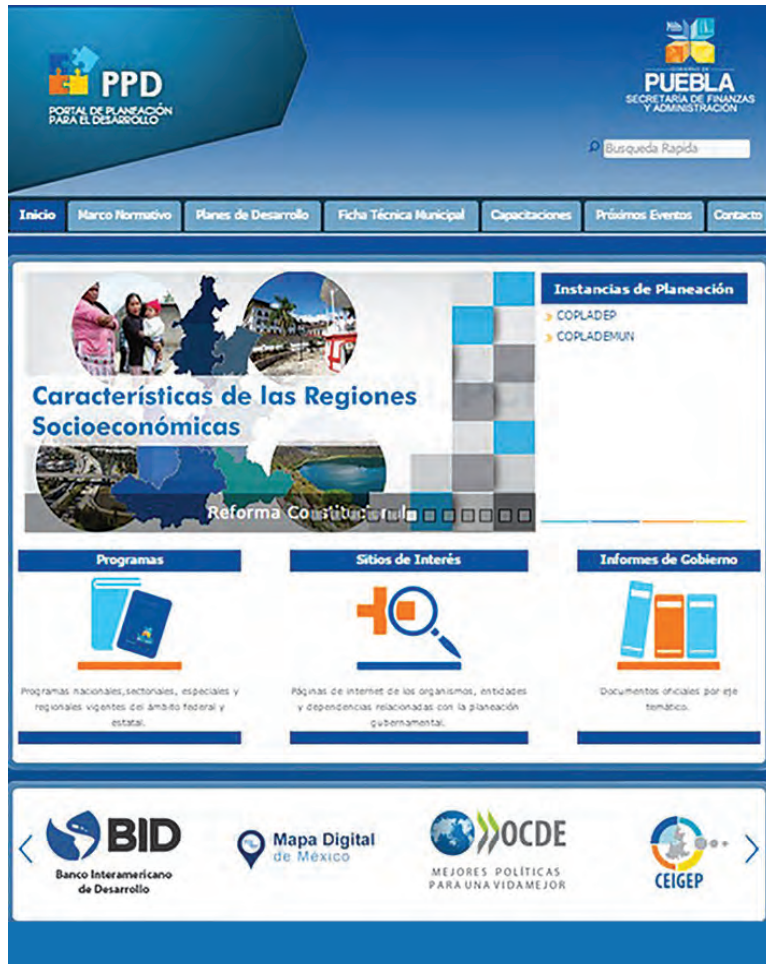 PPD
PORTAL DE PLANEACIÓN
PARA EL DESARROLLO
GOBIERNO DE
PUEBLA
SECRETARÍA DE FINANZAS
Y ADMINISTRACIÓN
Busqueda Rapida
Inicio Marco Normativo Planes de Desarrollo Ficha Técnica Municipal Capacitaciones Próximos Eventos Contacto
Características de las Regiones
Socioeconómicas
Reforma Constitucional
Instancias de Planeación
COPLADEP
COPLADEMUN
Programas
Programas nacionales, sectoriales, especiales y
regionales vigentes del ámbito federal y
estatal.
Sitios de Interés
Páginas de internet de los organismos, entidades
y dependencias relacionadas con la planeación
gubernamental.
Informes de Gobierno
Documentos oficiales por eje
temático.
BID
Banco Interamericano
de Desarrollo
Mapa Digital
de México
OCDE
MEJORES POLÍTICAS
PARA UNA VIDA MEJOR
CEIGEP